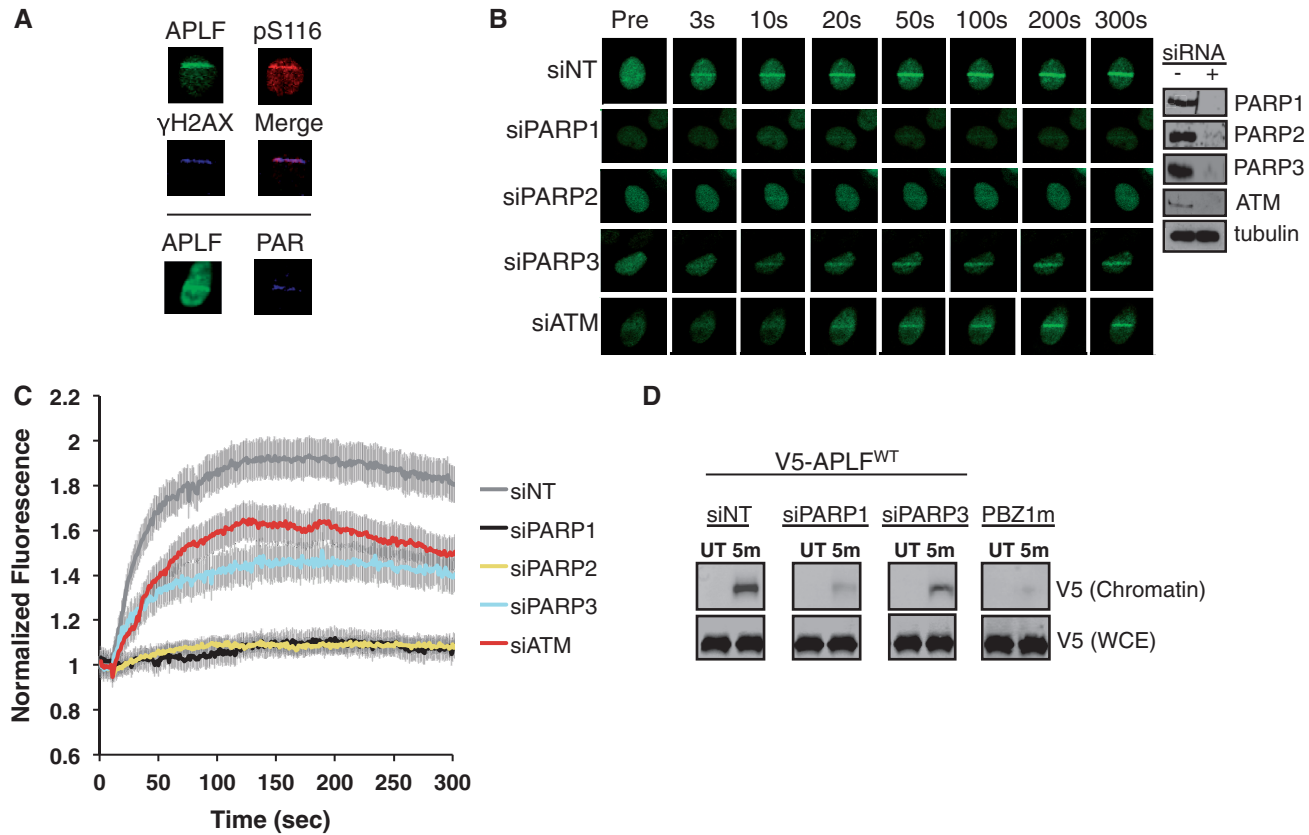 A
APLF pS116
γH2AX Merge
APLF PAR
B
Pre 3s 10s 20s 50s 100s 200s 300s
siNT
siPARP1
siPARP2
siPARP3
siATM
siRNA
- +
PARP1
PARP2
PARP3
ATM
tubulin
C
Normalized Fluorescence
2.2
2
1.8
1.6
1.4
1.2
1
0.8
0.6
0 50 100 150 200 250 300
Time (sec)
siNT
siPARP1
siPARP2
siPARP3
siATM
D
V5-APLFWT
siNT siPARP1 siPARP3 PBZ1m
UT 5m UT 5m UT 5m UT 5m
V5 (Chromatin)
V5 (WCE)